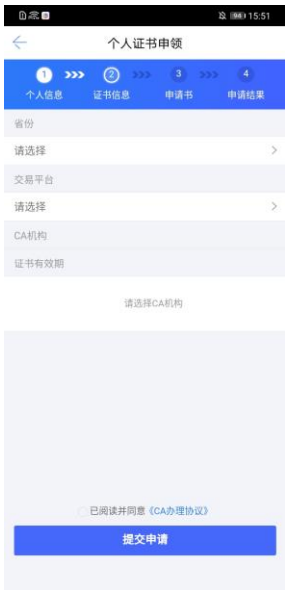 94 15:51
个人证书申领
1 >>> 2 >>> 3 >>> 4
个人信息 证书信息 申请书 申请结果
省份
请选择 >
交易平台
请选择 >
CA机构
证书有效期
请选择CA机构
已阅读并同意《CA办理协议》
提交申请